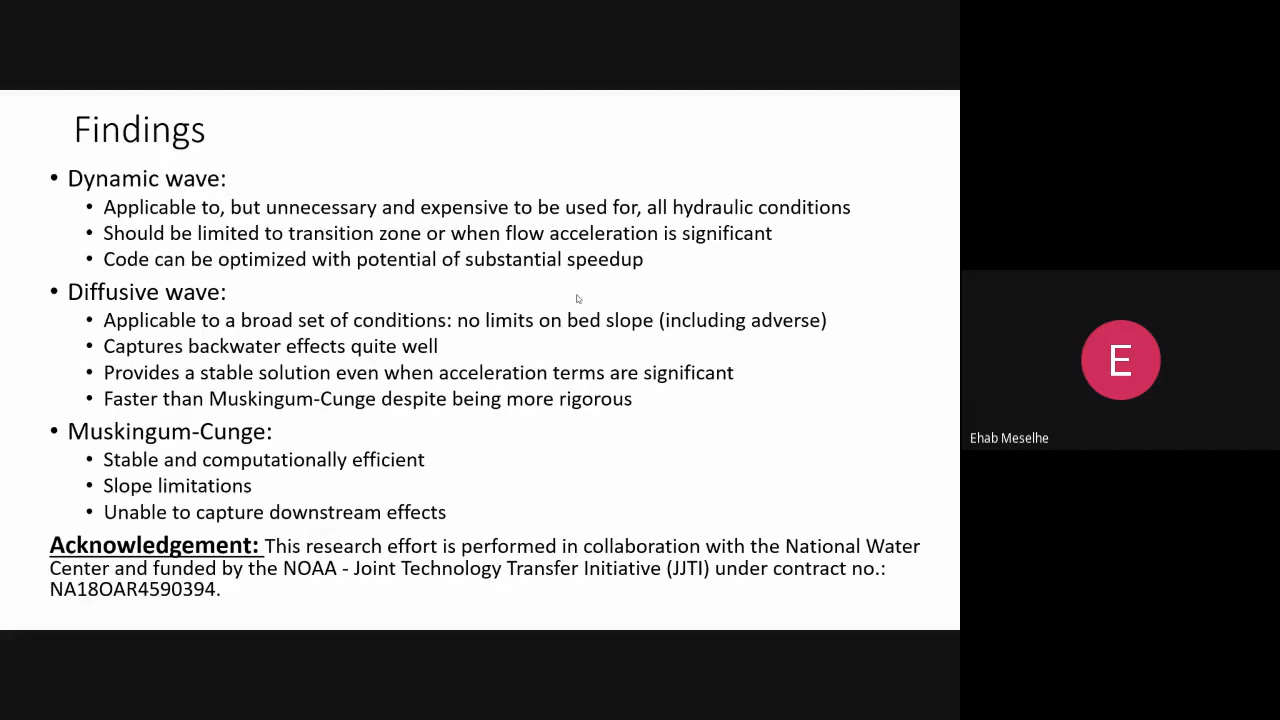 Findings
• Dynamic wave:
• Applicable to, but unnecessary and expensive to be used for, all hydraulic conditions
• Should be limited to transition zone or when flow acceleration is significant
• Code can be optimized with potential of substantial speedup
• Diffusive wave:
• Applicable to a broad set of conditions: no limits on bed slope (including adverse)
• Captures backwater effects quite well
• Provides a stable solution even when acceleration terms are significant
• Faster than Muskingum-Cunge despite being more rigorous
• Muskingum-Cunge:
• Stable and computationally efficient
• Slope limitations
• Unable to capture downstream effects
Acknowledgement: This research effort is performed in collaboration with the National Water
Center and funded by the NOAA - Joint Technology Transfer Initiative (JJTI) under contract no.:
NA18OAR4590394.
E
Ehab Meselhe